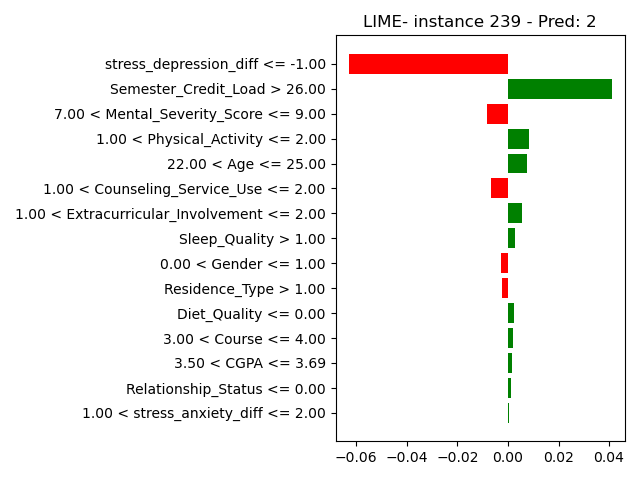 LIME- instance 239 - Pred: 2
stress_depression_diff <= -1.00
Semester_Credit_Load > 26.00
7.00 < Mental_Severity_Score <= 9.00
1.00 < Physical_Activity <= 2.00
22.00 < Age <= 25.00
1.00 < Counseling_Service_Use <= 2.00
1.00 < Extracurricular_Involvement <= 2.00
Sleep_Quality > 1.00
0.00 < Gender <= 1.00
Residence_Type > 1.00
Diet_Quality <= 0.00
3.00 < Course <= 4.00
3.50 < CGPA <= 3.69
Relationship_Status <= 0.00
1.00 < stress_anxiety_diff <= 2.00
−0.06 −0.04 −0.02 0.00 0.02 0.04